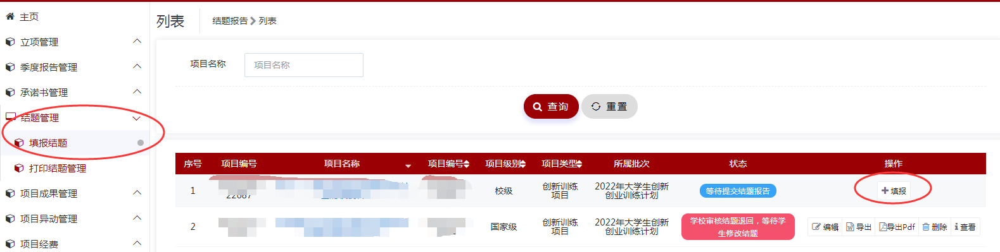 主页
立项管理
季度报告管理
承诺书管理
结题管理
填报结题
打印结题管理
项目成果管理
项目异动管理
项目经费
列表 结题报告 列表
项目名称 项目名称
查询 重置
序号 项目编号 项目名称 项目编号 项目级别 项目类型 所属批次 状态 操作
1 校级 创新训练 2022年大学生创新 等待提交结题报告 填报
项目 创业训练计划
2 国家级 创新训练 2022年大学生创新 学校审核结题退回，等待学 编辑 导出 导出Pdf 删除 查看
项目 创业训练计划 生修改结题